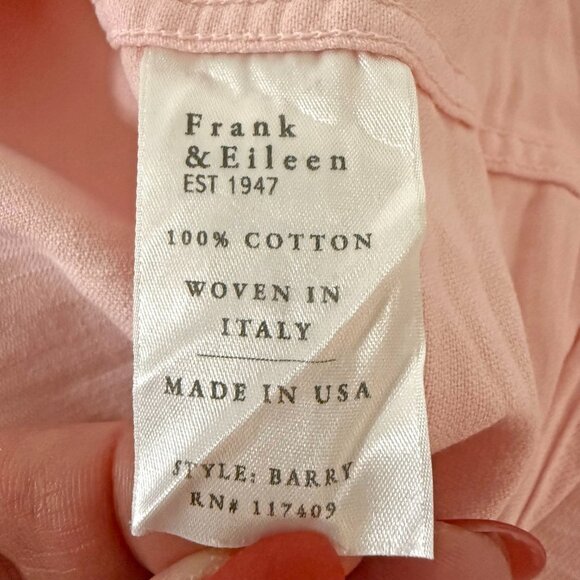 Frank
& Eileen
EST 1947
100% COTTON
WOVEN IN
ITALY
MADE IN USA
STYLE: BARRY
RN# 117409